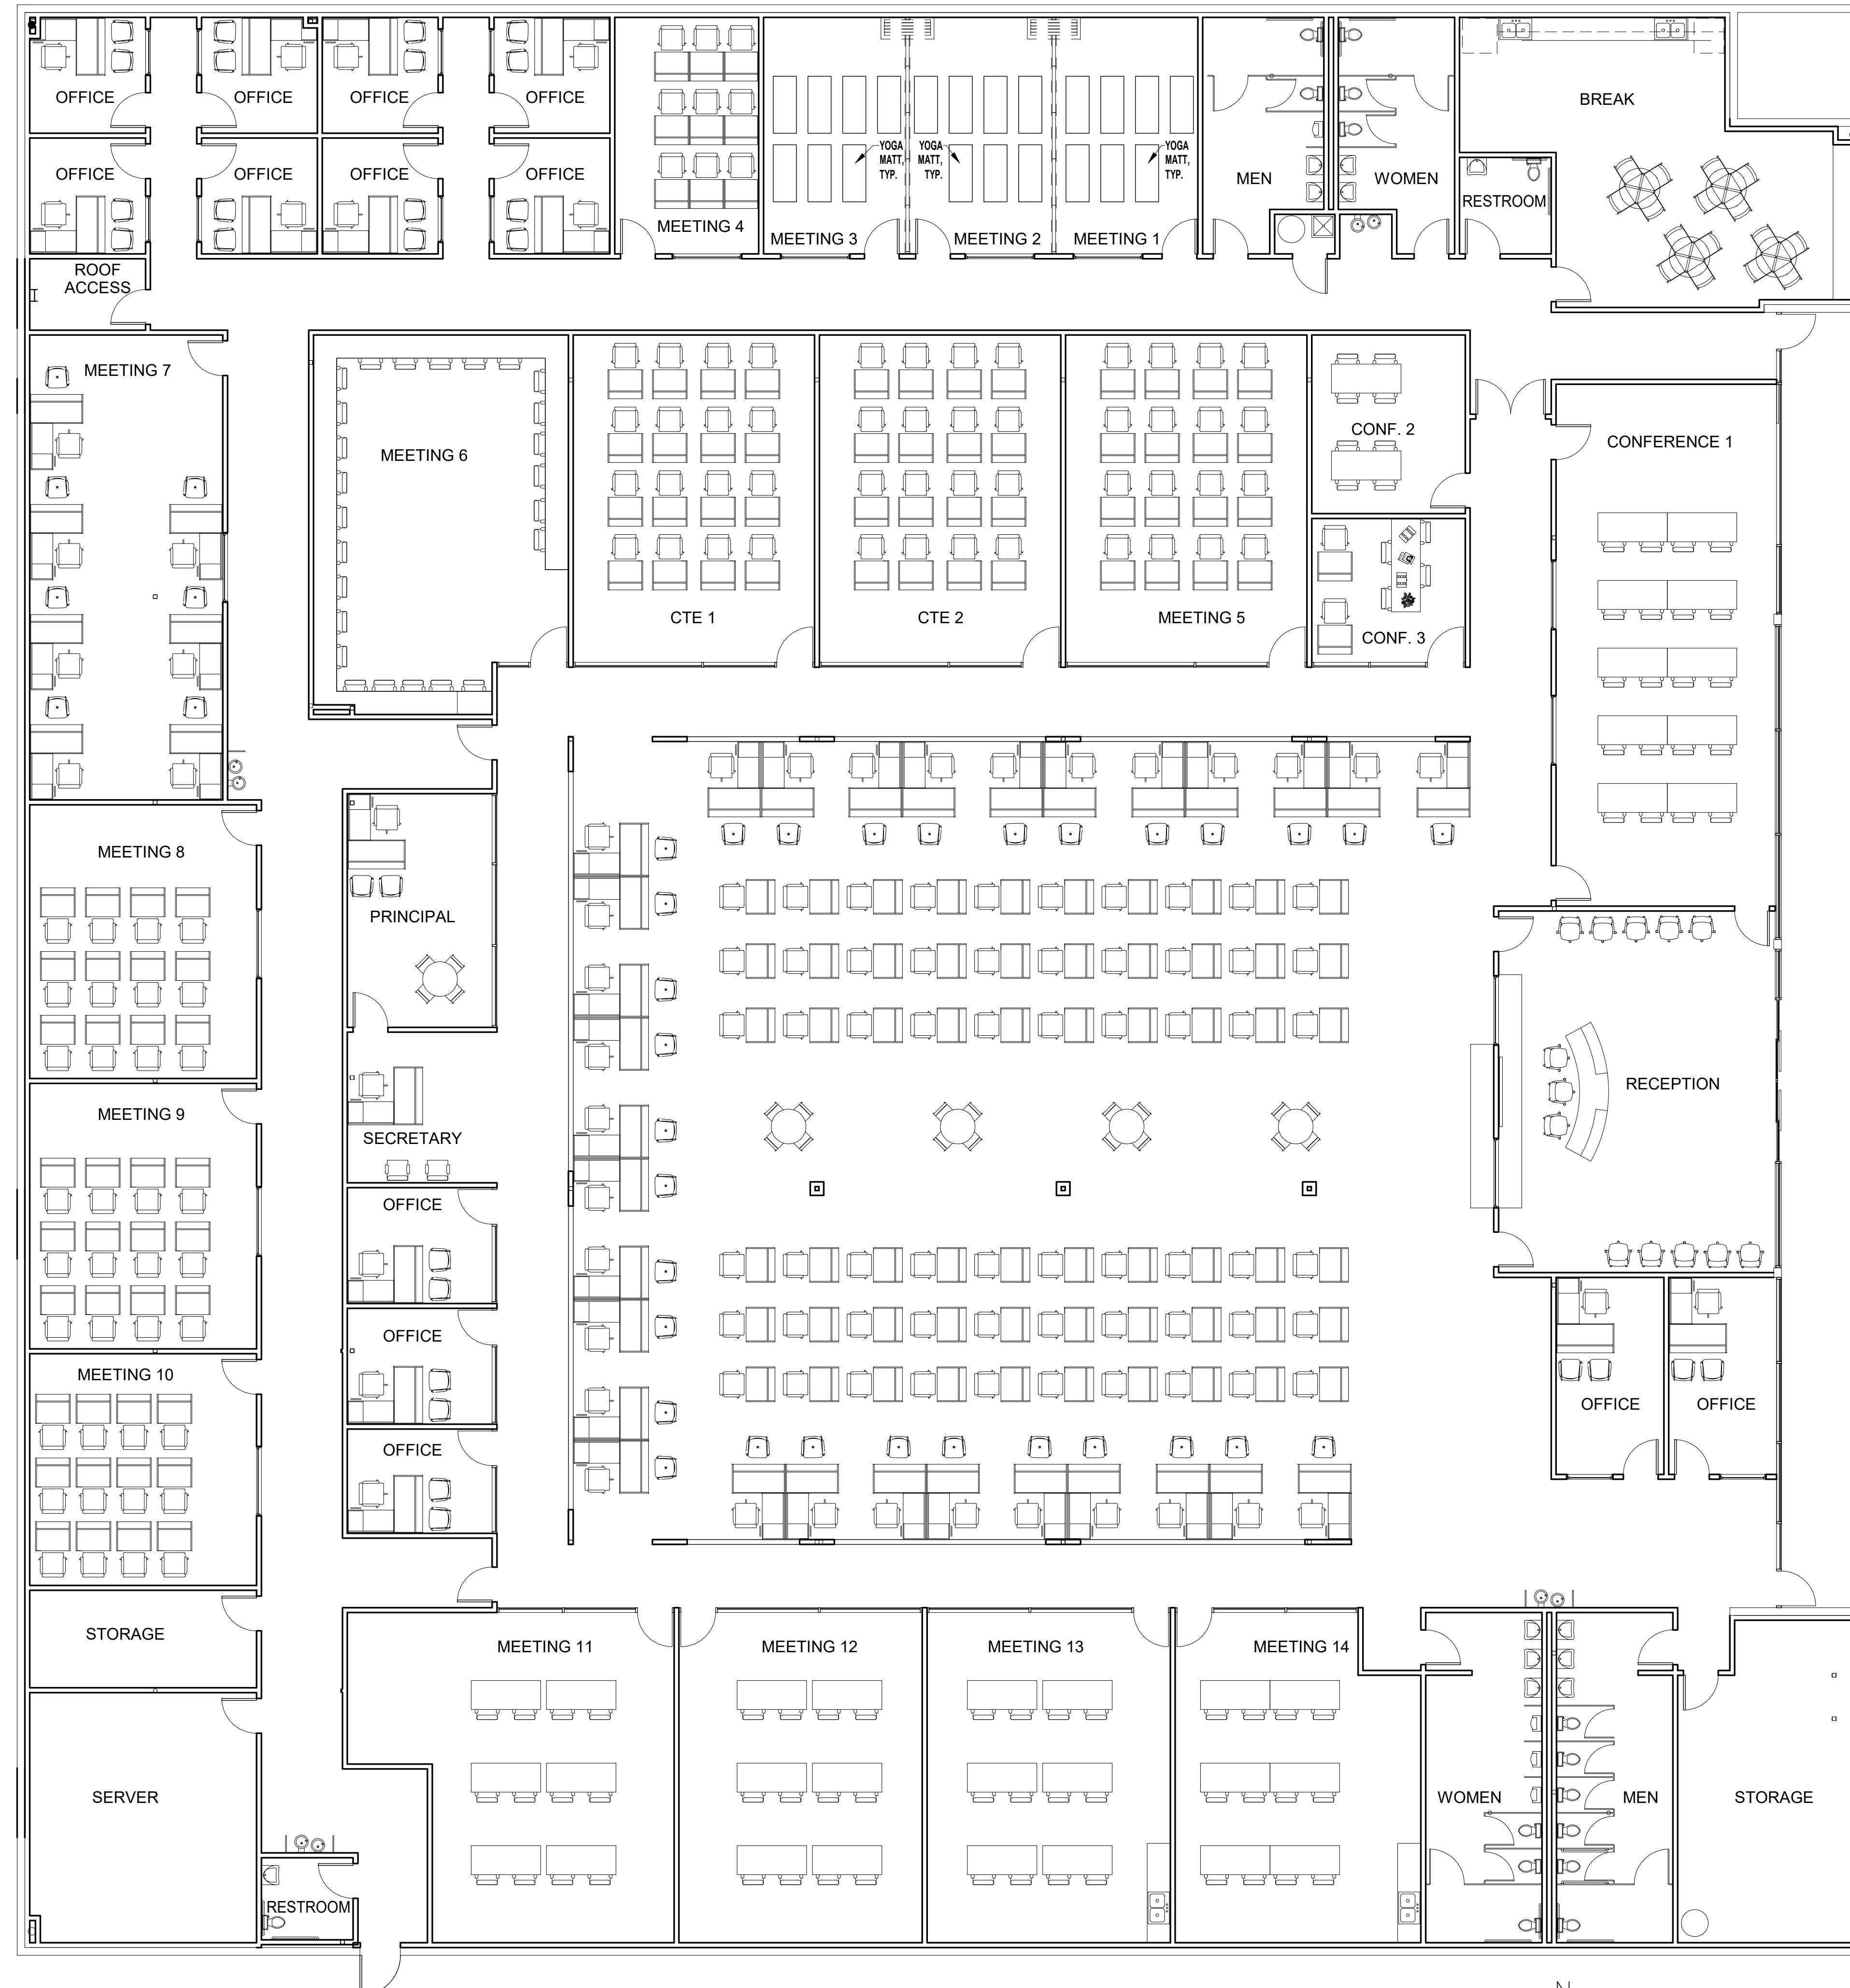 OFFICE
OFFICE
OFFICE
OFFICE
BREAK
OFFICE
OFFICE
OFFICE
OFFICE
YOGA
MATT,
TYP.
YOGA
MATT,
TYP.
YOGA
MATT,
TYP.
MEN
WOMEN
RESTROOM
MEETING 4
MEETING 3
MEETING 2
MEETING 1
ROOF
ACCESS
MEETING 7
MEETING 6
CONF. 2
CONFERENCE 1
CTE 1
CTE 2
MEETING 5
CONF. 3
MEETING 8
PRINCIPAL
RECEPTION
MEETING 9
SECRETARY
OFFICE
OFFICE
MEETING 10
OFFICE
OFFICE
OFFICE
STORAGE
MEETING 11
MEETING 12
MEETING 13
MEETING 14
SERVER
WOMEN
MEN
STORAGE
RESTROOM